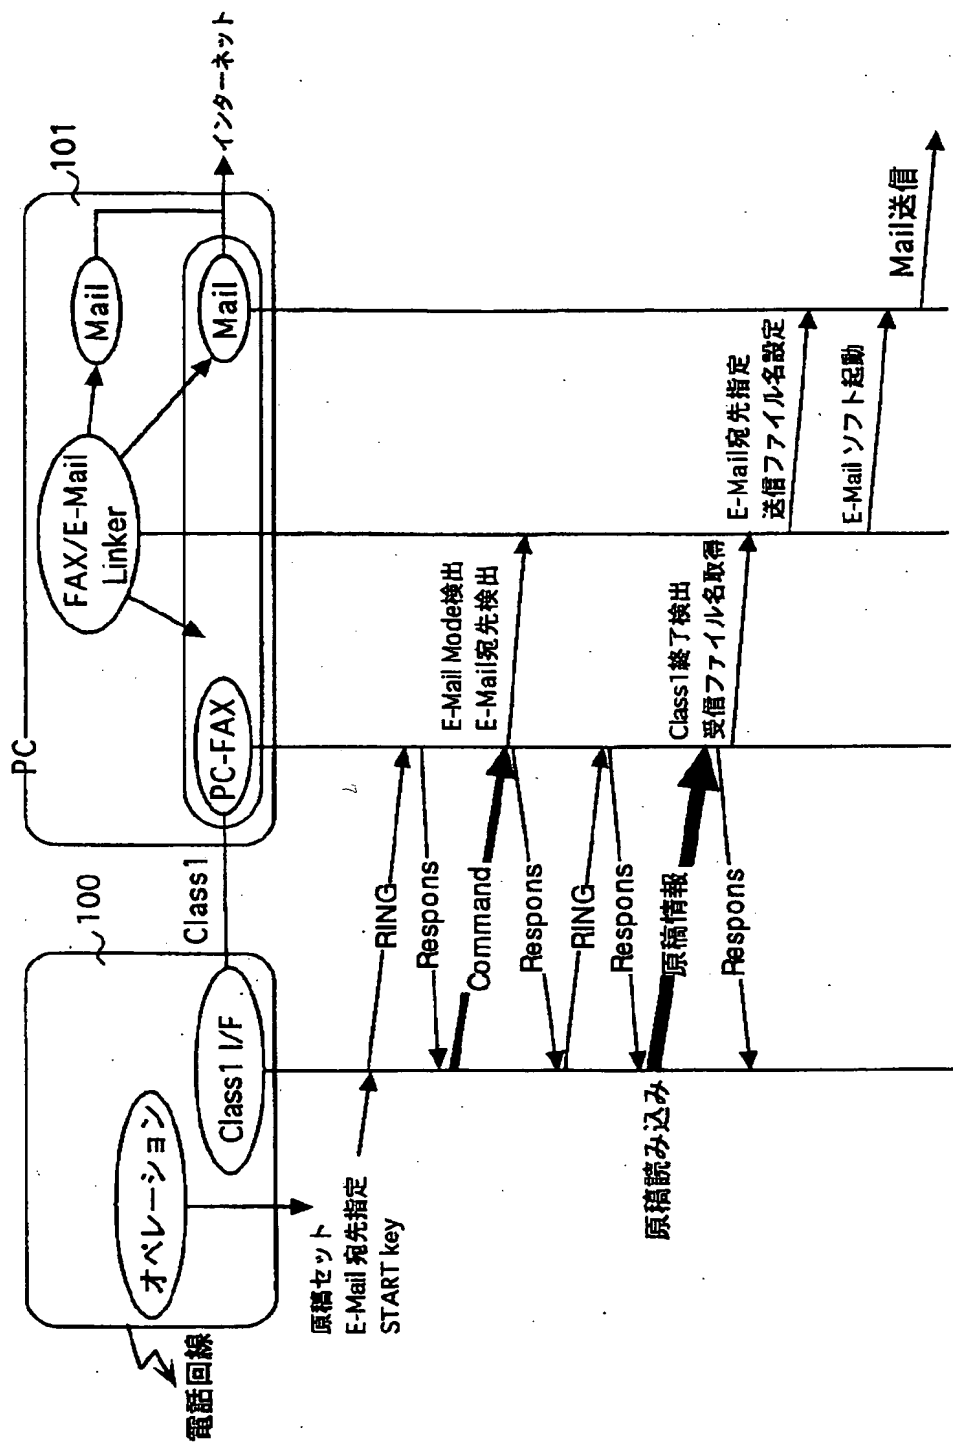 PC
101
100
FAX/E-Mail
Linker
Mail
インターネット
オペレーション
Class1 I/F
Class1
PC-FAX
Mail
電話回線
原稿セット
E-Mail 宛先指定
START key
RING
Respons
Command
E-Mail Mode検出
E-Mail宛先検出
Respons
RING
Respons
原稿読み込み
原稿情報
Class1終了検出
受信ファイル名取得
Respons
E-Mail宛先指定
送信ファイル名設定
E-Mail ソフト起動
Mail送信